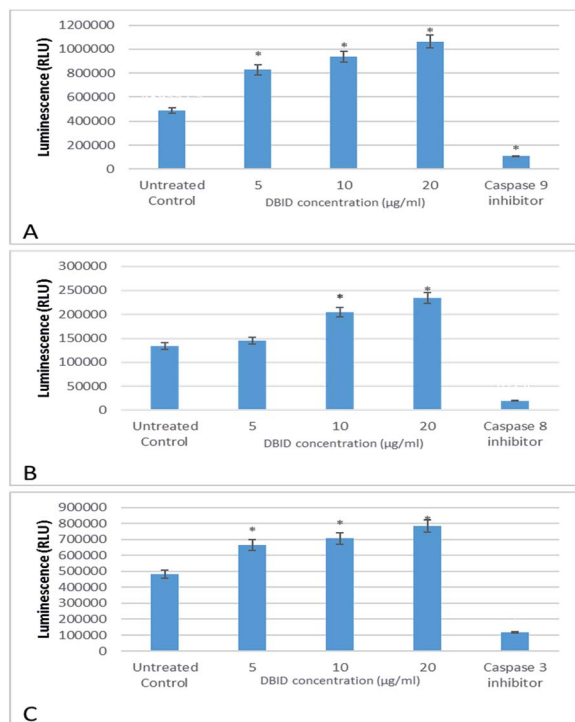 1200000
1000000
800000
600000
400000
200000
0
Luminescence (RLU)
*
*
*
*
Untreated Control
5
10
20
Caspase 9 inhibitor
DBID concentration (µg/ml)
A
300000
250000
200000
150000
100000
50000
0
Luminescence (RLU)
*
*
Untreated Control
5
10
20
Caspase 8 inhibitor
DBID concentration (µg/ml)
B
900000
800000
700000
600000
500000
400000
300000
200000
100000
0
Luminescence (RLU)
*
*
*
Untreated Control
5
10
20
Caspase 3 inhibitor
DBID concentration (µg/ml)
C